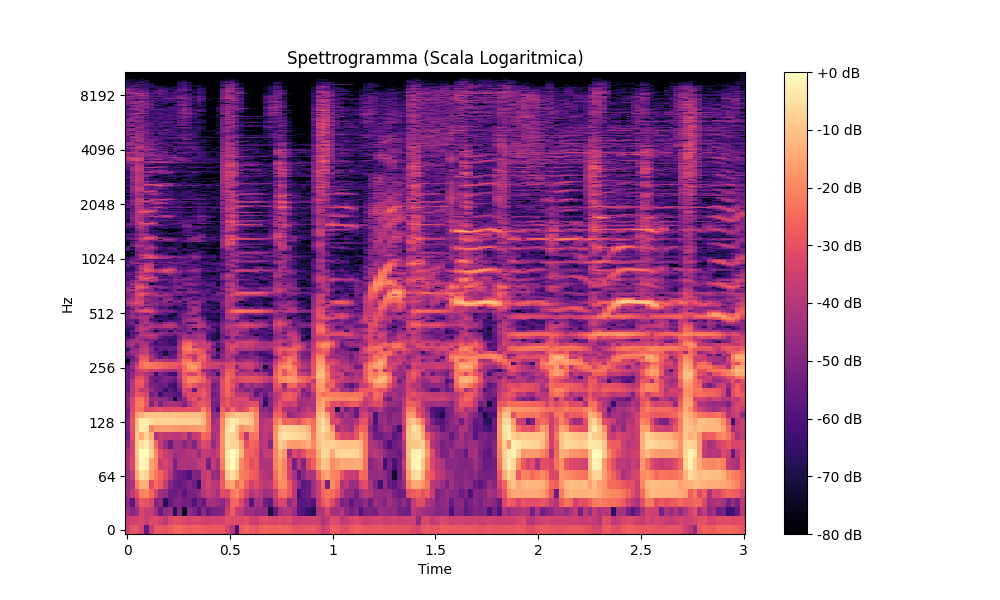 Spettrogramma (Scala Logaritmica)
8192
4096
2048
1024
512
256
128
64
0
Hz
0
0.5
1
1.5
2
2.5
3
Time
+0 dB
-10 dB
-20 dB
-30 dB
-40 dB
-50 dB
-60 dB
-70 dB
-80 dB